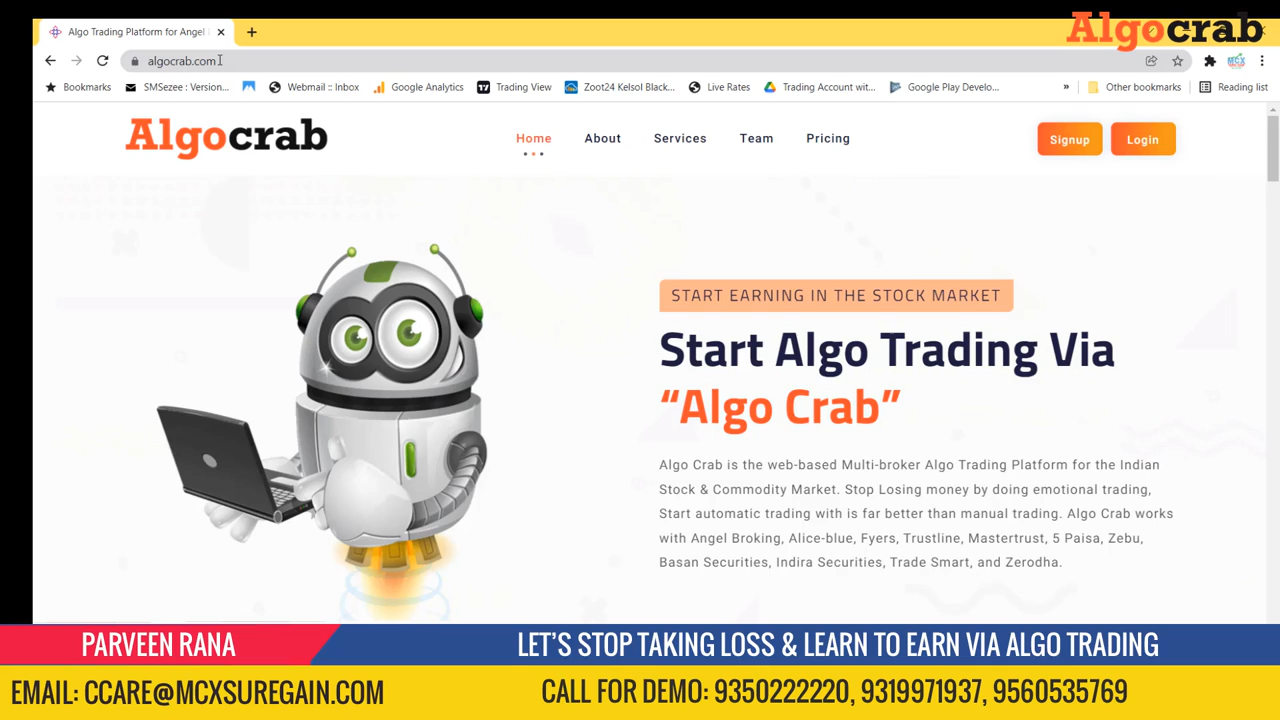 Algo Trading Platform for Angel
Algocrab
algocrab.com
Bookmarks SMSezee : Version... Webmail :: Inbox Google Analytics Trading View Zoot24 Kelsol Blac... Live Rates Trading Account wit... Google Play Develo... » Other bookmarks Reading list
Algocrab
Home About Services Team Pricing Signup Login
START EARNING IN THE STOCK MARKET
Start Algo Trading Via
“Algo Crab”
Algo Crab is the web-based Multi-broker Algo Trading Platform for the Indian
Stock & Commodity Market. Stop Losing money by doing emotional trading,
Start automatic trading with is far better than manual trading. Algo Crab works
with Angel Broking, Alice-blue, Fyers, Trustline, Mastertrust, 5 Paisa, Zebu,
Basan Securities, Indira Securities, Trade Smart, and Zerodha.
PARVEEN RANA
LET’S STOP TAKING LOSS & LEARN TO EARN VIA ALGO TRADING
EMAIL: CCARE@MCXSUREGAIN.COM
CALL FOR DEMO: 9350222220, 9319971937, 9560535769